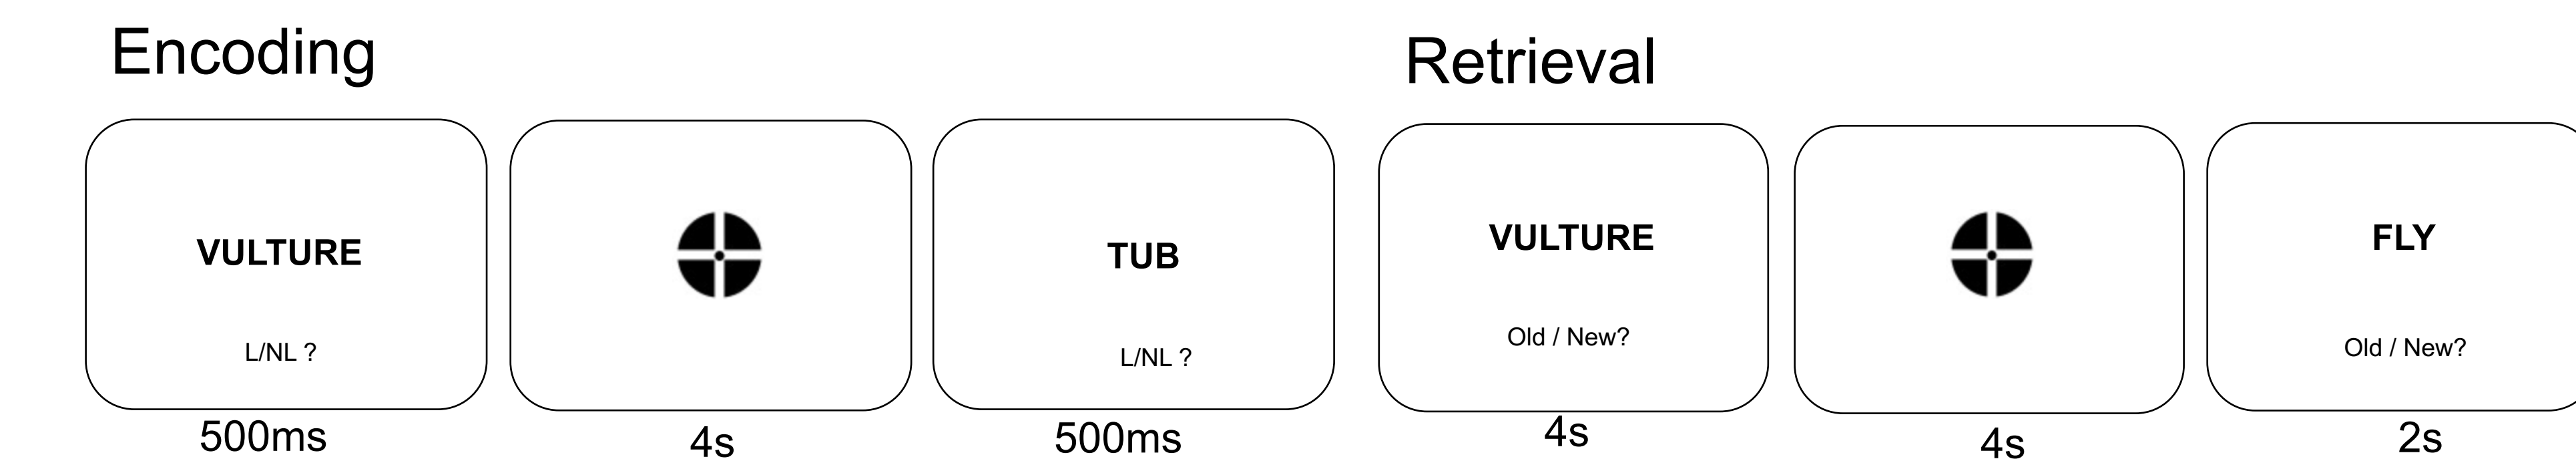 Encoding
Retrieval
VULTURE
L/NL ?
500ms
4s
TUB
L/NL ?
500ms
VULTURE
Old / New?
4s
4s
FLY
Old / New?
2s